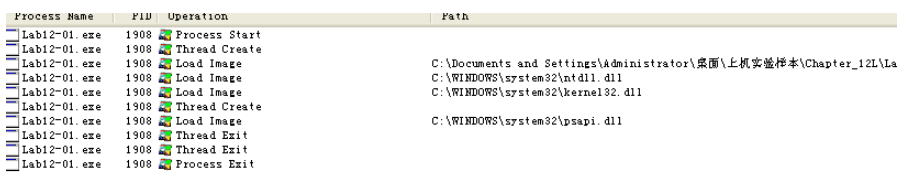 Process Name PID Operation Path
Lab12-01.exe 1908 Process Start
Lab12-01.exe 1908 Thread Create
Lab12-01.exe 1908 Load Image C:\Documents and Settings\Administrator\桌面\上机实验样本\Chapter_12L\La
Lab12-01.exe 1908 Load Image C:\WINDOWS\system32\ntdll.dll
Lab12-01.exe 1908 Load Image C:\WINDOWS\system32\kernel32.dll
Lab12-01.exe 1908 Thread Create
Lab12-01.exe 1908 Load Image C:\WINDOWS\system32\psapi.dll
Lab12-01.exe 1908 Thread Exit
Lab12-01.exe 1908 Thread Exit
Lab12-01.exe 1908 Process Exit